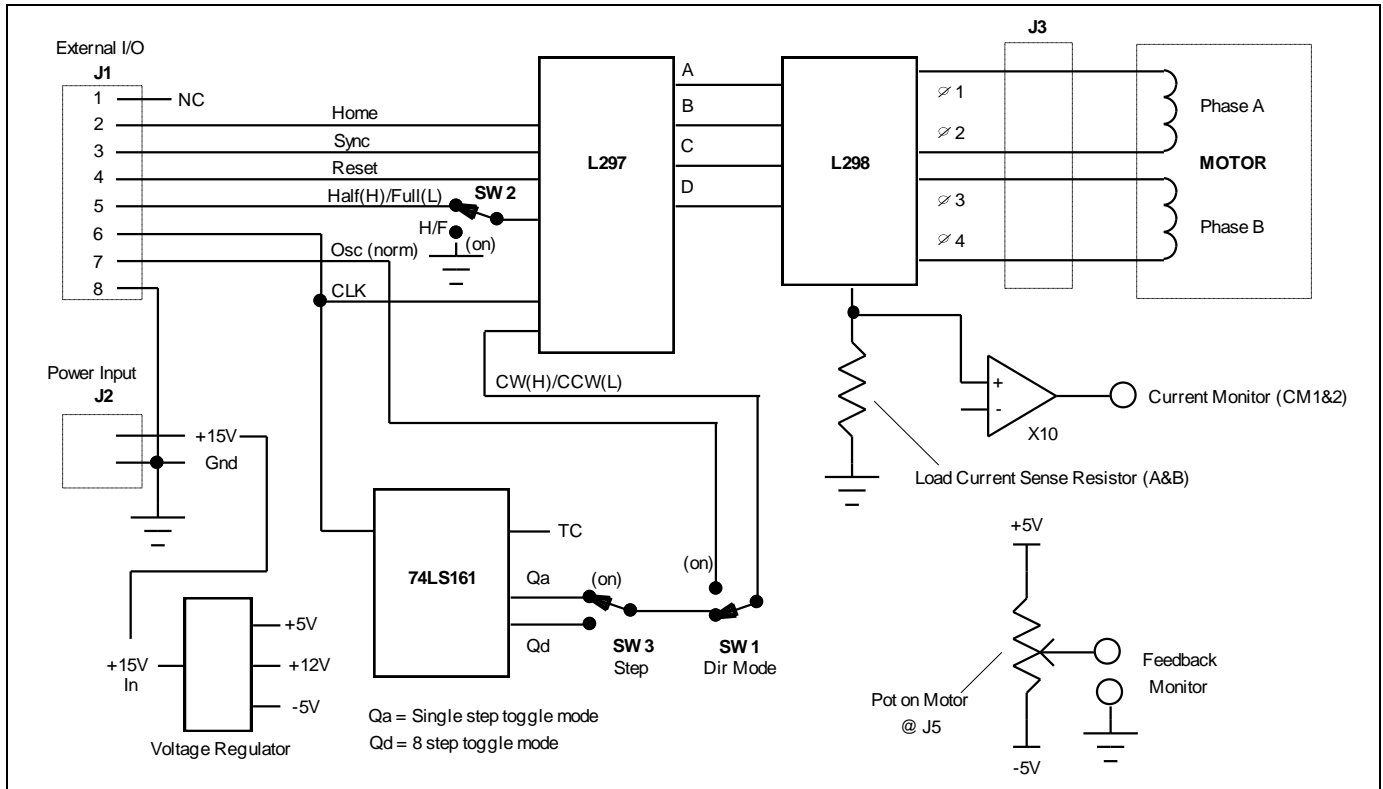 External I/O
J1
1
NC
2
Home
3
Sync
4
Reset
5
Half(H)/Full(L)
SW 2
H/F
(on)
6
7
Osc (norm)
8
CLK
L297
A
B
C
D
L298
J3
∅ 1
∅ 2
∅ 3
∅ 4
Phase A
MOTOR
Phase B
CW(H)/CCW(L)
Power Input
J2
+15V
Gnd
+
-
X10
Current Monitor (CM1&2)
Load Current Sense Resistor (A&B)
74LS161
TC
Qa
(on)
Qd
SW 3
Step
(on)
SW 1
Dir Mode
+15V
In
+5V
+12V
-5V
Voltage Regulator
Qa = Single step toggle mode
Qd = 8 step toggle mode
+5V
Pot on Motor
@ J5
-5V
Feedback
Monitor